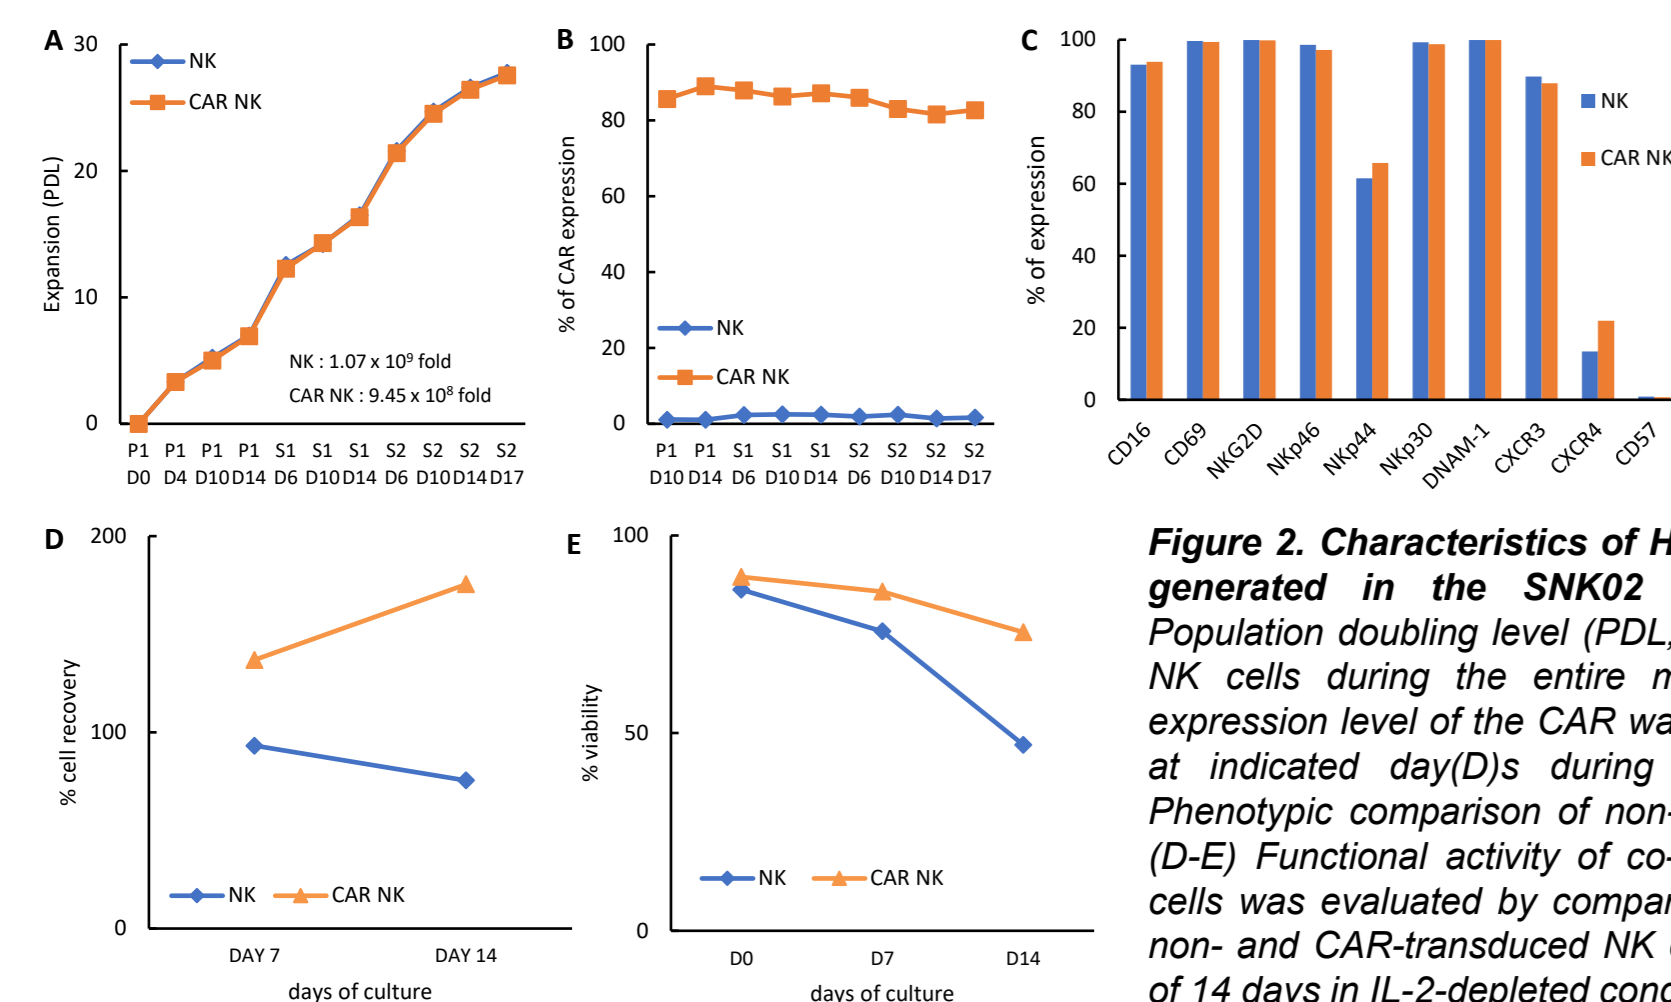 A
30
20
10
0
Expansion (PDL)
NK
CAR NK
NK : 1.07 x 10⁹ fold
CAR NK : 9.45 x 10⁸ fold
P1 P1 P1 P1 S1 S1 S1 S2 S2 S2 S2
D0 D4 D10 D14 D6 D10 D14 D6 D10 D14 D17
B
100
80
60
40
20
0
% of CAR expression
NK
CAR NK
P1 P1 S1 S1 S1 S2 S2 S2 S2
D10 D14 D6 D10 D14 D6 D10 D14 D17
C
100
80
60
40
20
0
% of expression
NK
CAR NK
CD16 CD69 NKG2D NKp46 NKp44 NKp30 DNAM-1 CXCR3 CXCR4 CD57
D
200
100
0
% cell recovery
NK CAR NK
DAY 7 DAY 14
days of culture
E
100
50
0
% viability
NK CAR NK
D0 D7 D14
days of culture
Figure 2. Characteristics of
generated in the SNK02
Population doubling level (PDL,
NK cells during the entire
expression level of the CAR
at indicated day(D)s during
Phenotypic comparison of non-
(D-E) Functional activity of co-
cells was evaluated by
non- and CAR-transduced NK
of 14 days in IL-2-depleted